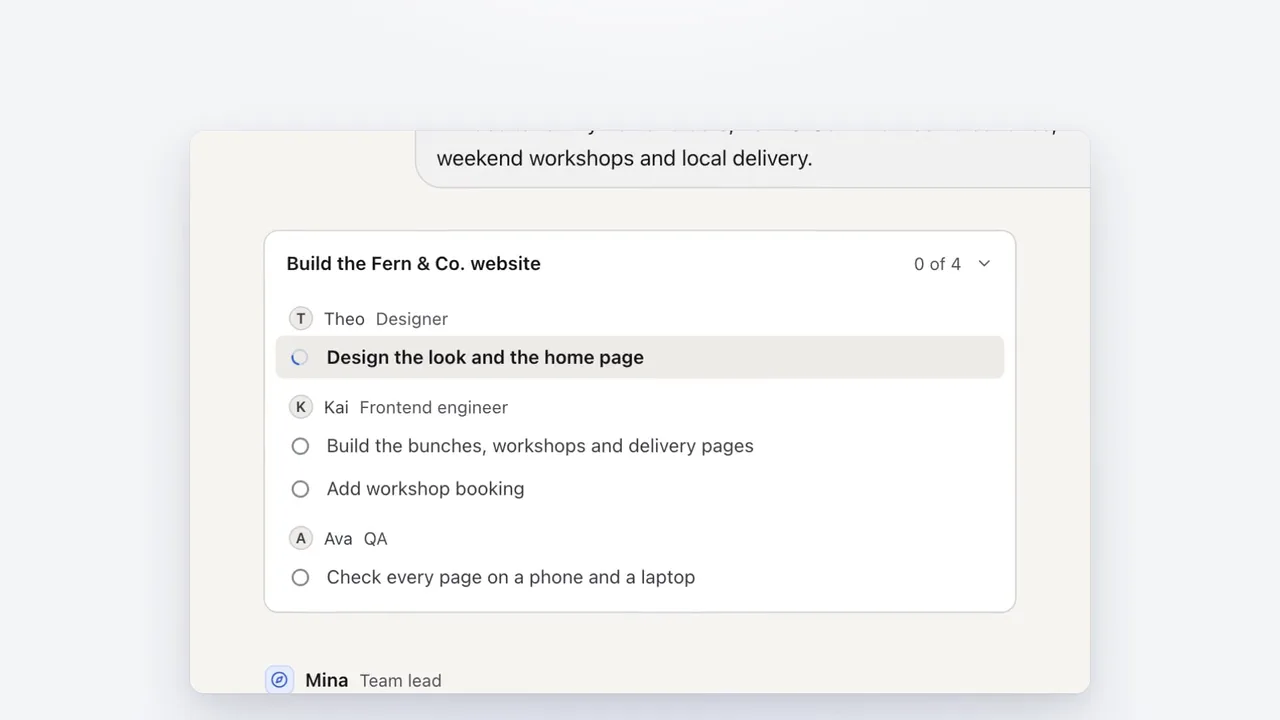 weekend workshops and local delivery.
Build the Fern & Co. website 0 of 4
T Theo Designer
Design the look and the home page
K Kai Frontend engineer
Build the bunches, workshops and delivery pages
Add workshop booking
A Ava QA
Check every page on a phone and a laptop
Mina Team lead